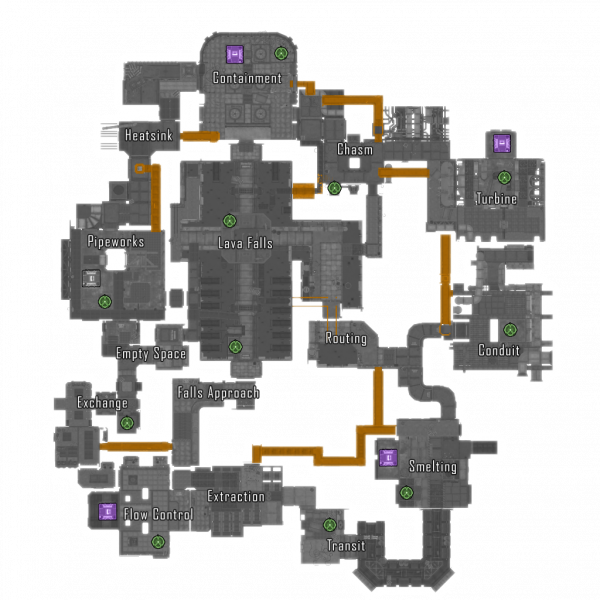 Containment
Heatsink
Chasm
Turbine
Pipeworks
Lava Falls
Routing
Conduit
Empty Space
Falls Approach
Exchange
Smelting
Extraction
Flow Control
Transit